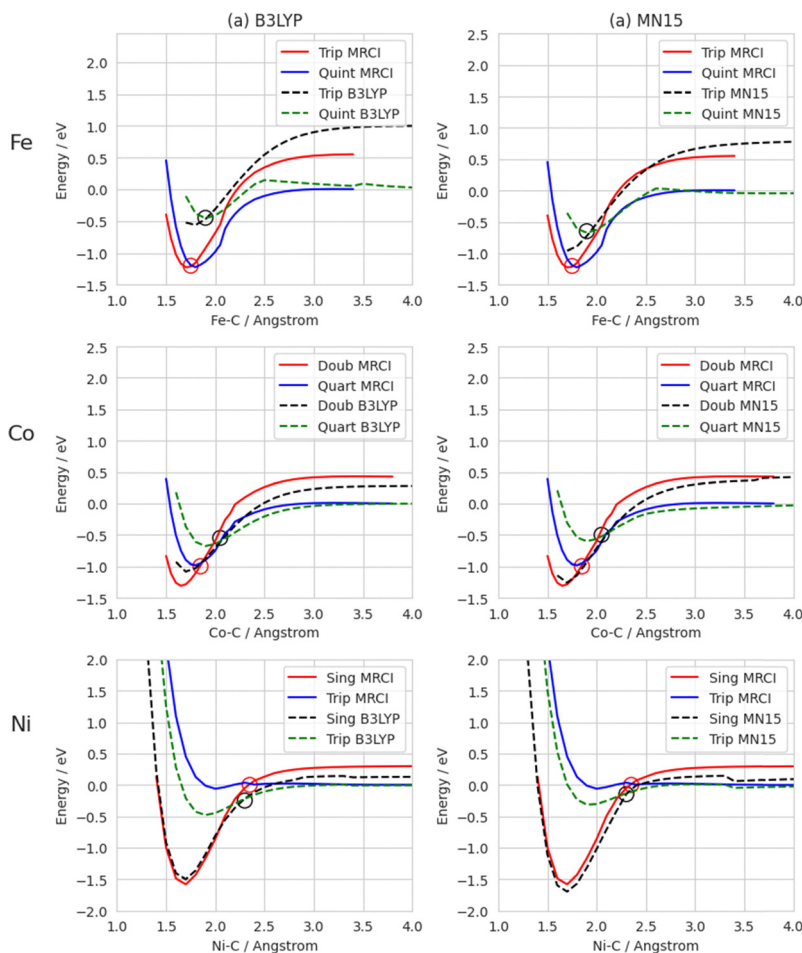 (a) B3LYP
(a) MN15
Fe
Energy / eV
2.0
1.5
1.0
0.5
0.0
−0.5
−1.0
−1.5
Trip MRCI
Quint MRCI
Trip B3LYP
Quint B3LYP
1.0 1.5 2.0 2.5 3.0 3.5 4.0
Fe-C / Angstrom
Energy / eV
2.5
2.0
1.5
1.0
0.5
0.0
−0.5
−1.0
−1.5
Trip MRCI
Quint MRCI
Trip MN15
Quint MN15
1.0 1.5 2.0 2.5 3.0 3.5 4.0
Fe-C / Angstrom
Co
Energy / eV
2.5
2.0
1.5
1.0
0.5
0.0
−0.5
−1.0
−1.5
Doub MRCI
Quart MRCI
Doub B3LYP
Quart B3LYP
1.0 1.5 2.0 2.5 3.0 3.5 4.0
Co-C / Angstrom
Energy / eV
2.5
2.0
1.5
1.0
0.5
0.0
−0.5
−1.0
−1.5
Doub MRCI
Quart MRCI
Doub MN15
Quart MN15
1.0 1.5 2.0 2.5 3.0 3.5 4.0
Co-C / Angstrom
Ni
Energy / eV
2.0
1.5
1.0
0.5
0.0
−0.5
−1.0
−1.5
−2.0
Sing MRCI
Trip MRCI
Sing B3LYP
Trip B3LYP
1.0 1.5 2.0 2.5 3.0 3.5 4.0
Ni-C / Angstrom
Energy / eV
2.0
1.5
1.0
0.5
0.0
−0.5
−1.0
−1.5
−2.0
Sing MRCI
Trip MRCI
Sing MN15
Trip MN15
1.0 1.5 2.0 2.5 3.0 3.5 4.0
Ni-C / Angstrom